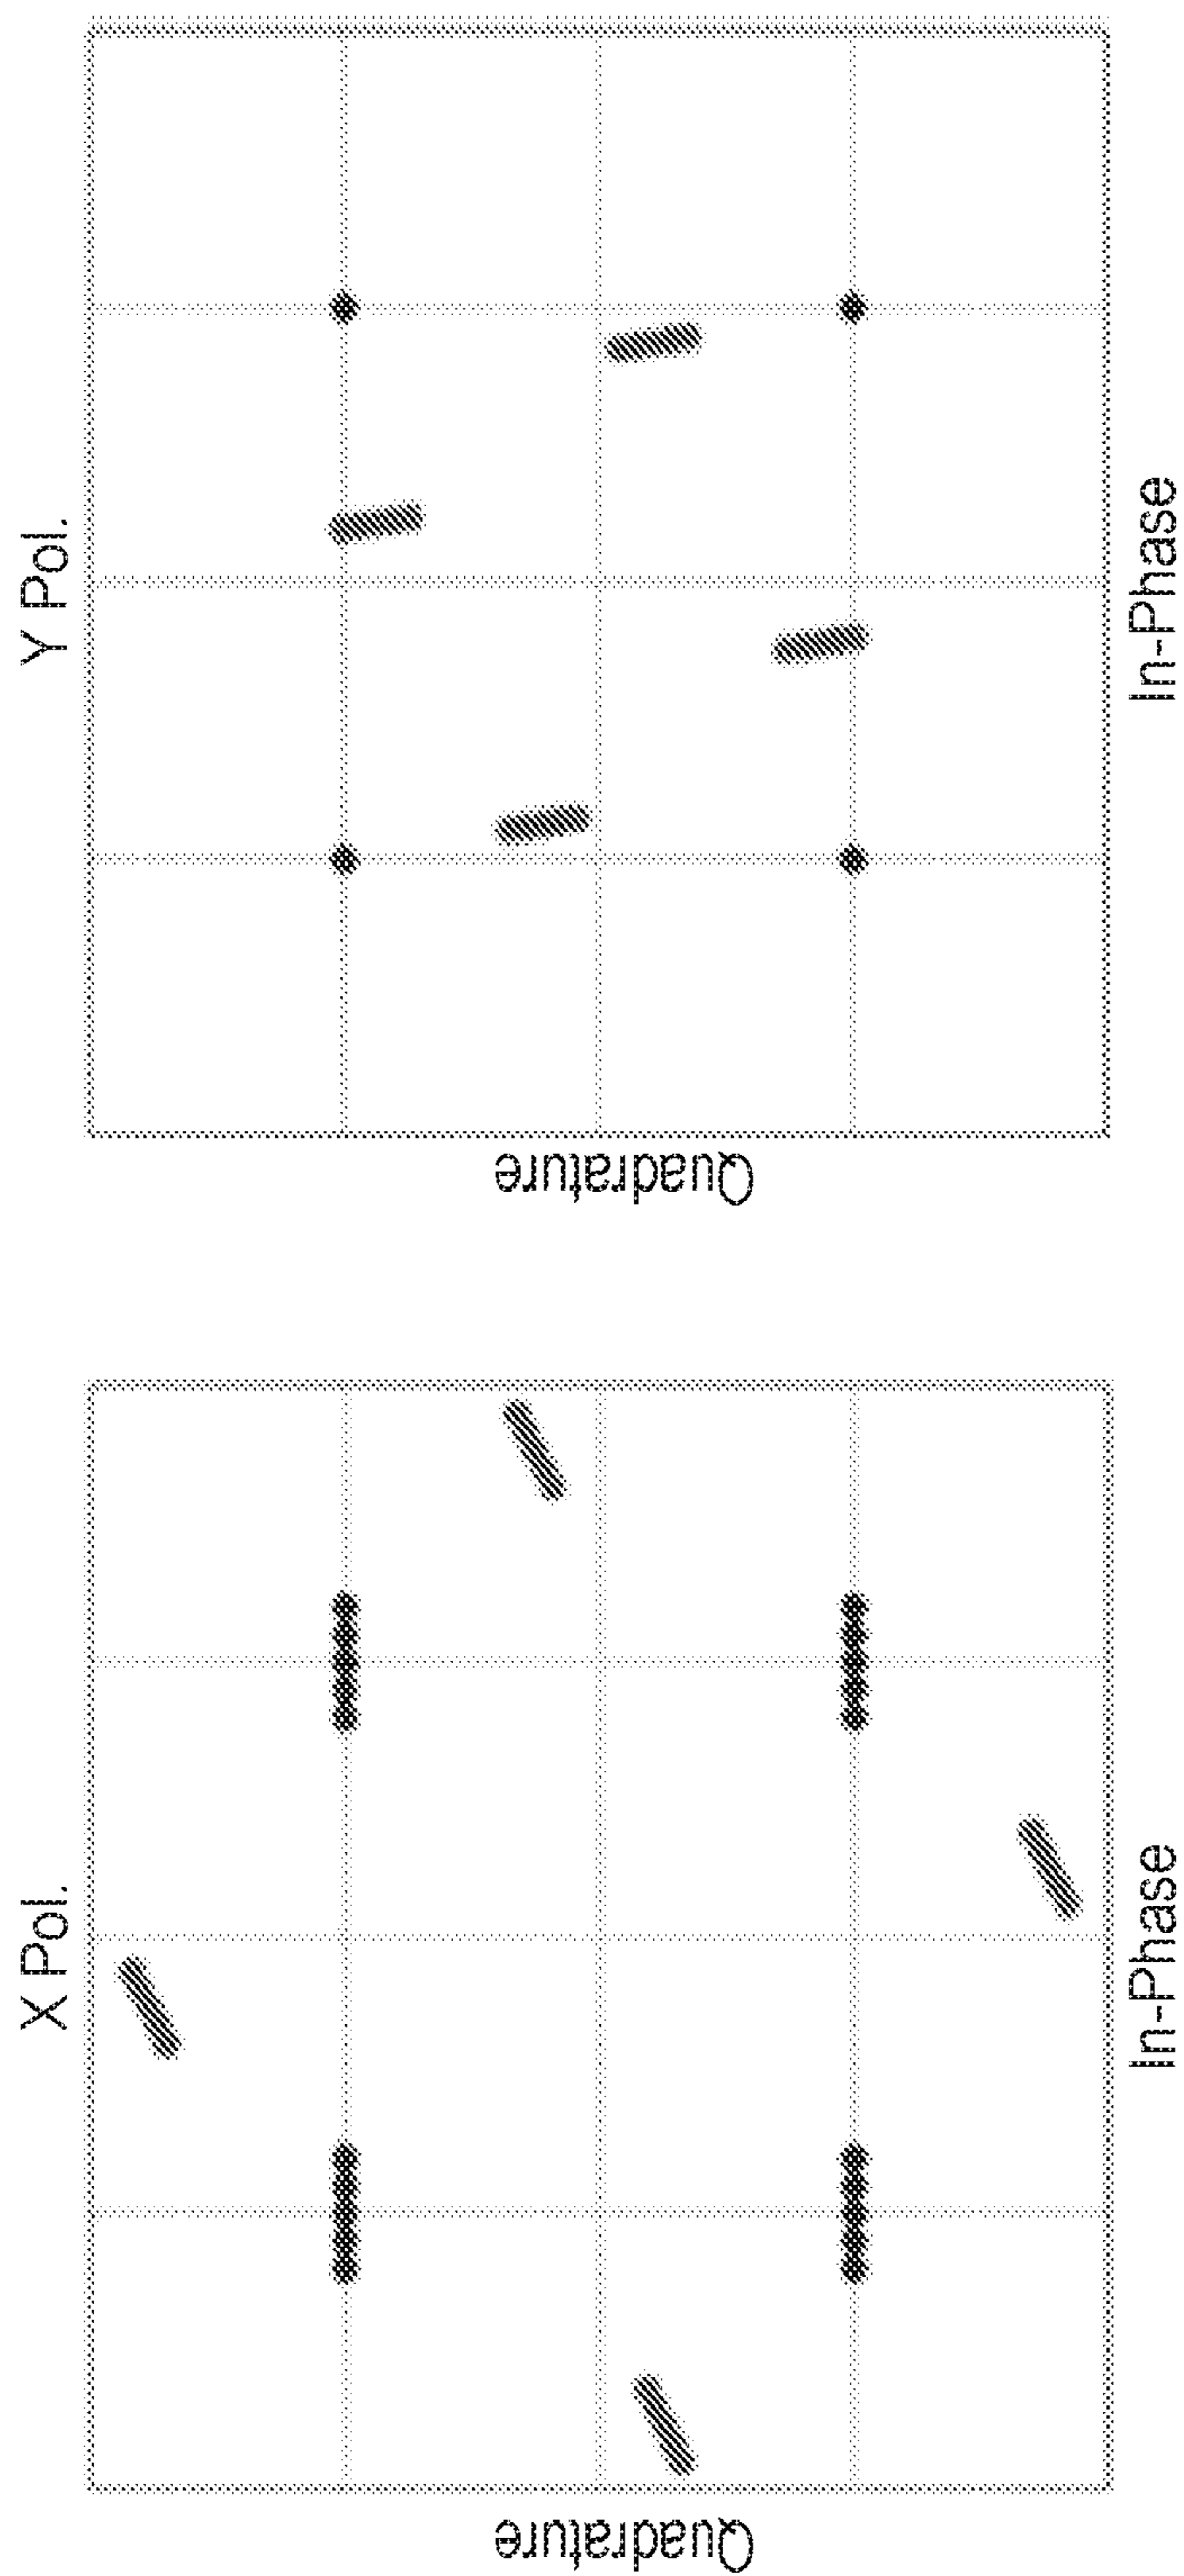 X Pol.
Quadrature
In-Phase
Y Pol.
Quadrature
In-Phase